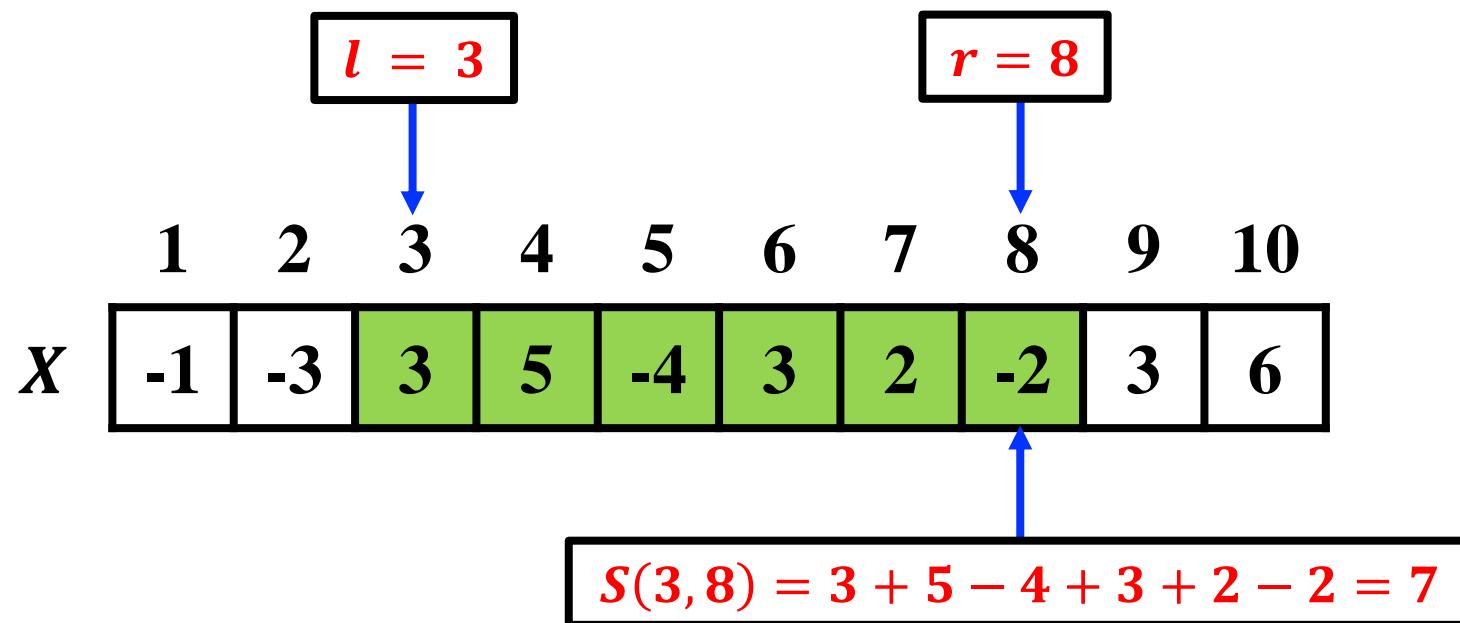 l = 3
r = 8
1 2 3 4 5 6 7 8 9 10
X -1 -3 3 5 -4 3 2 -2 3 6
S(3, 8) = 3 + 5 − 4 + 3 + 2 − 2 = 7